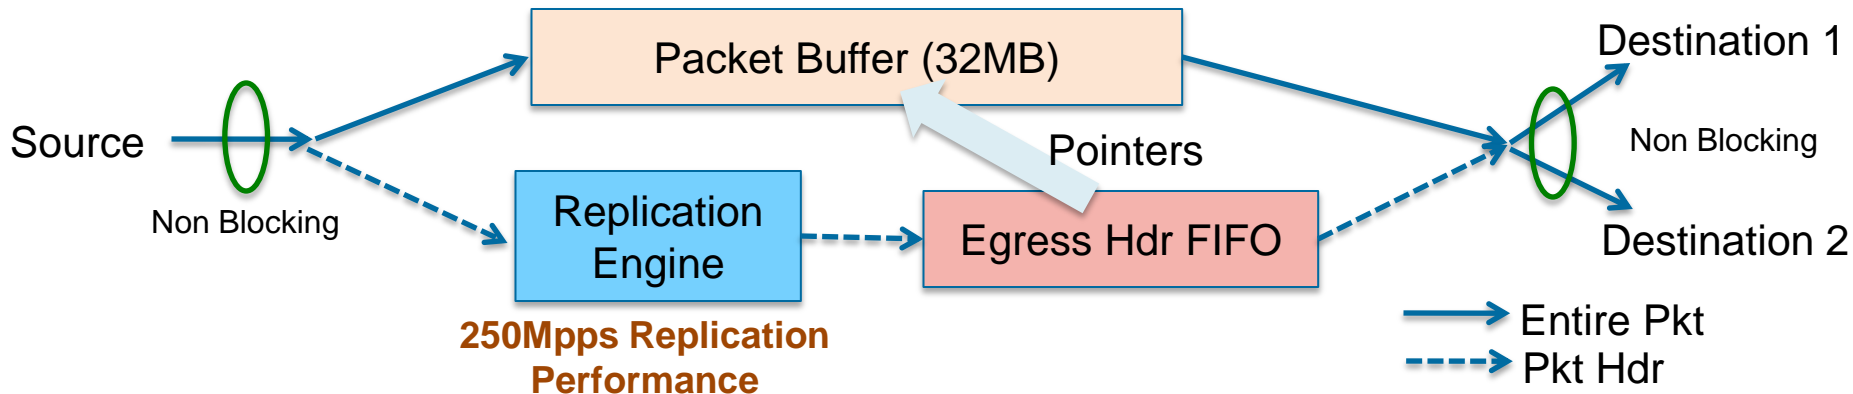 Destination 1
Packet Buffer (32MB)
Source
Non Blocking
Pointers
Non Blocking
Replication
Engine
Egress Hdr FIFO
Destination 2
250Mpps Replication
Performance
Entire Pkt
Pkt Hdr